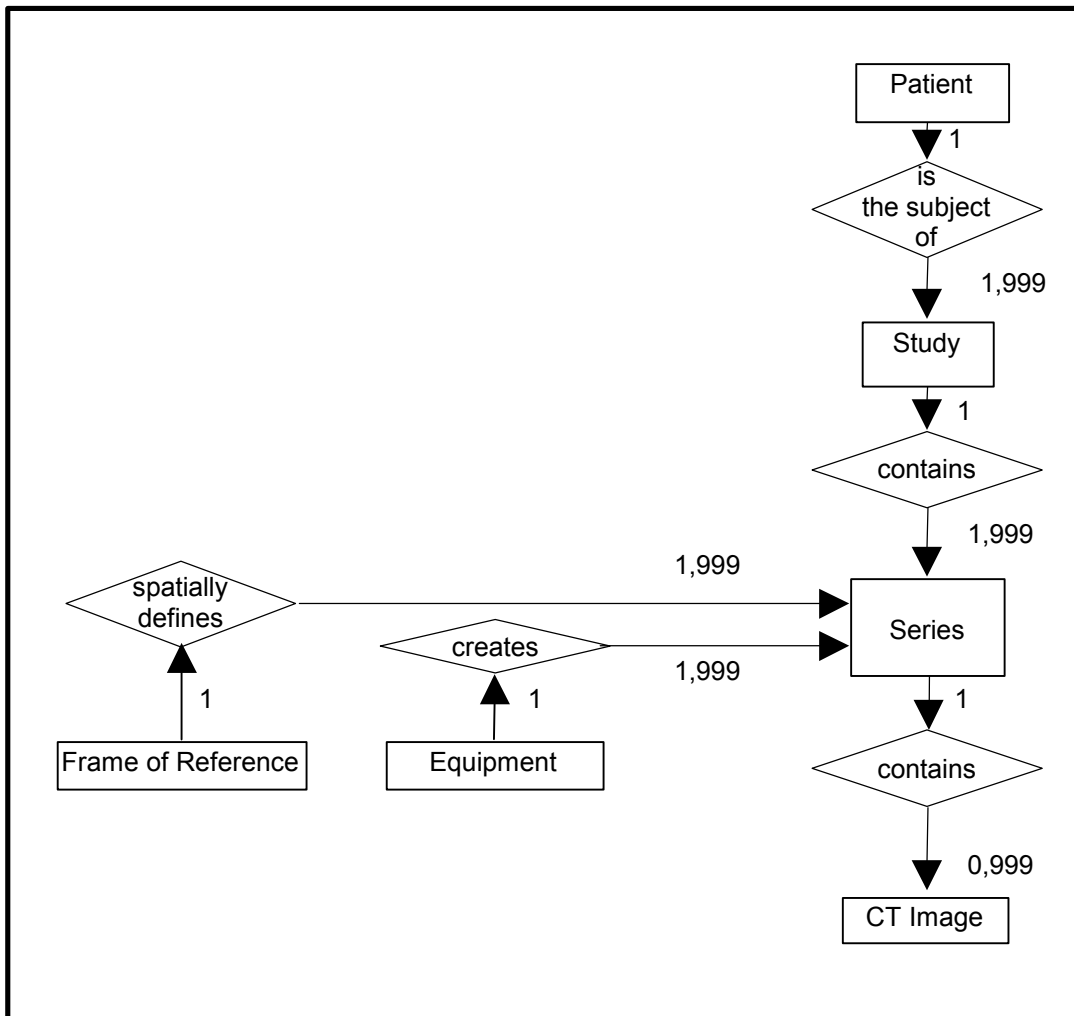 Patient
1
is
the subject
of
1,999
Study
1
contains
1,999
spatially
defines
1,999
Series
creates
1,999
1
1
1
Frame of Reference
Equipment
contains
0,999
CT Image